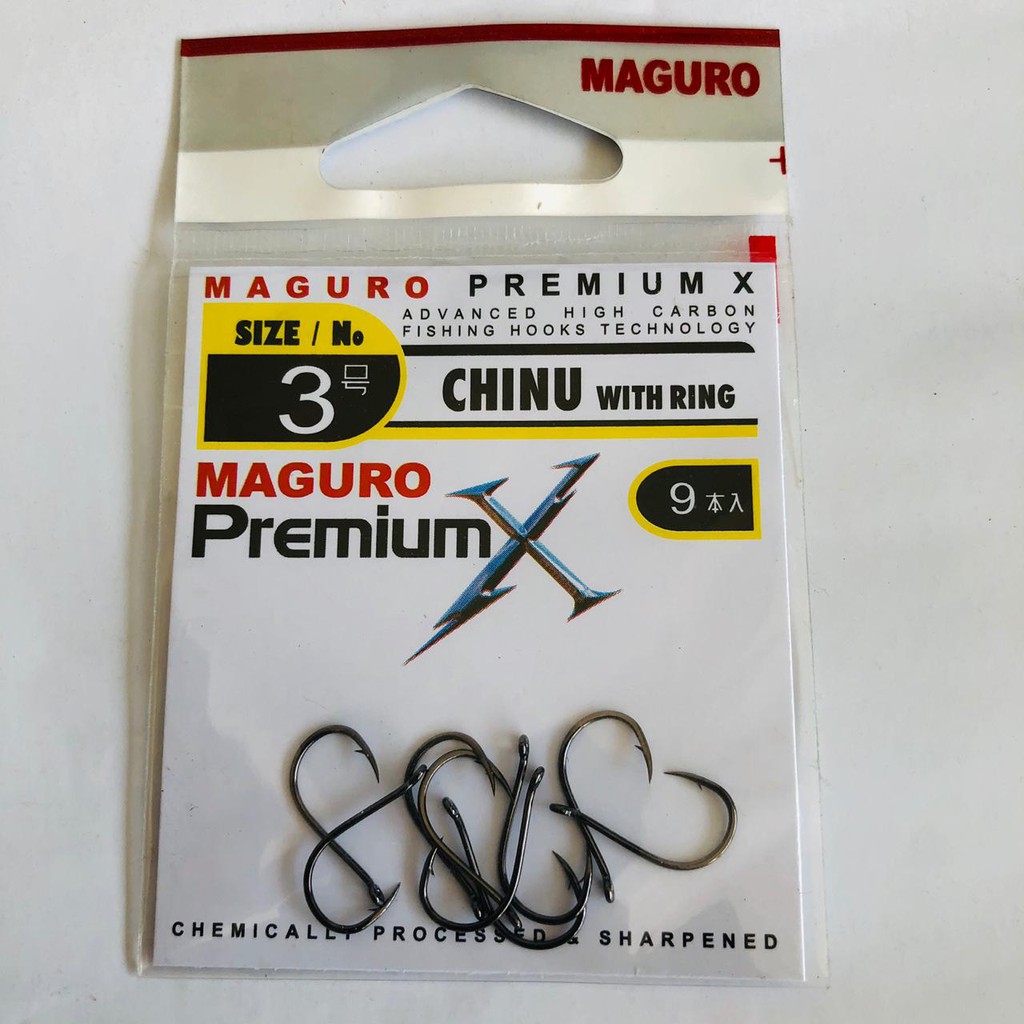 MAGURO
MAGURO PREMIUM X
ADVANCED HIGH CARBON
FISHING HOOKS TECHNOLOGY
SIZE / No
3号
CHINU WITH RING
MAGURO
Premium X
9本入
CHEMICALLY PROCESSED & SHARPENED